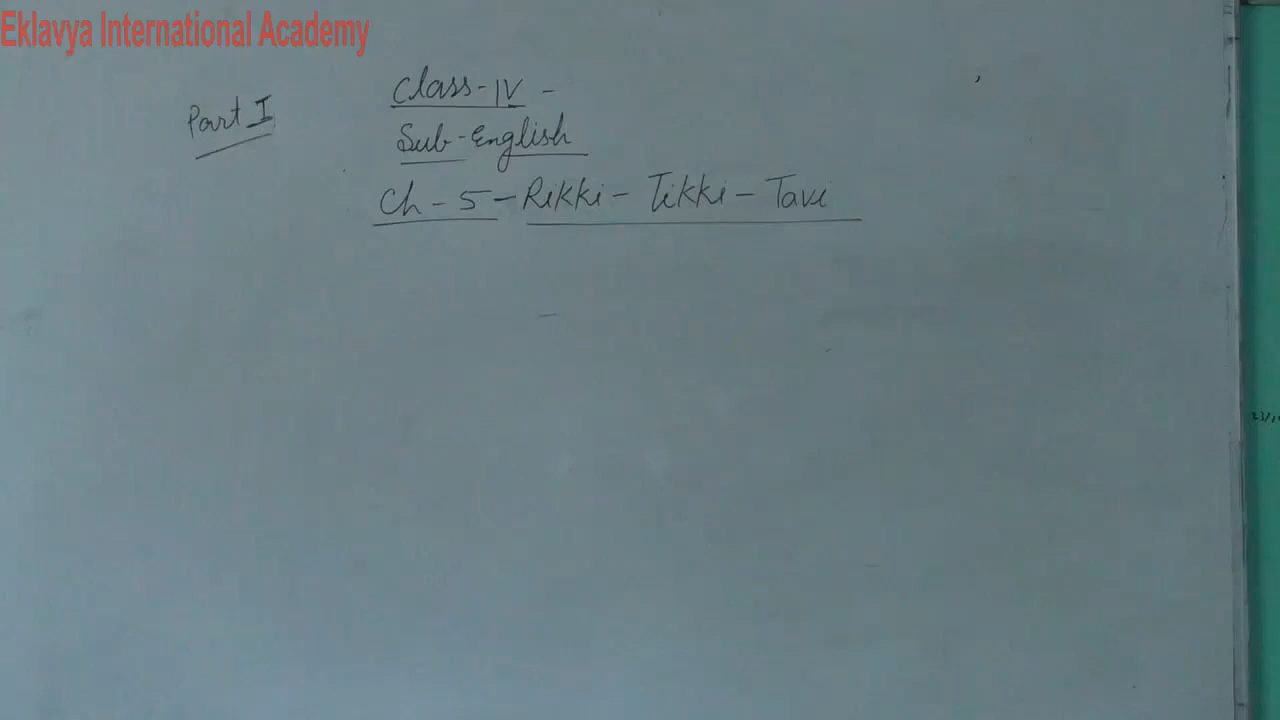 Eklavya International Academy
Part I
Class-IV -
Sub-English
Ch-5-Rikki-Tikki-Tavi